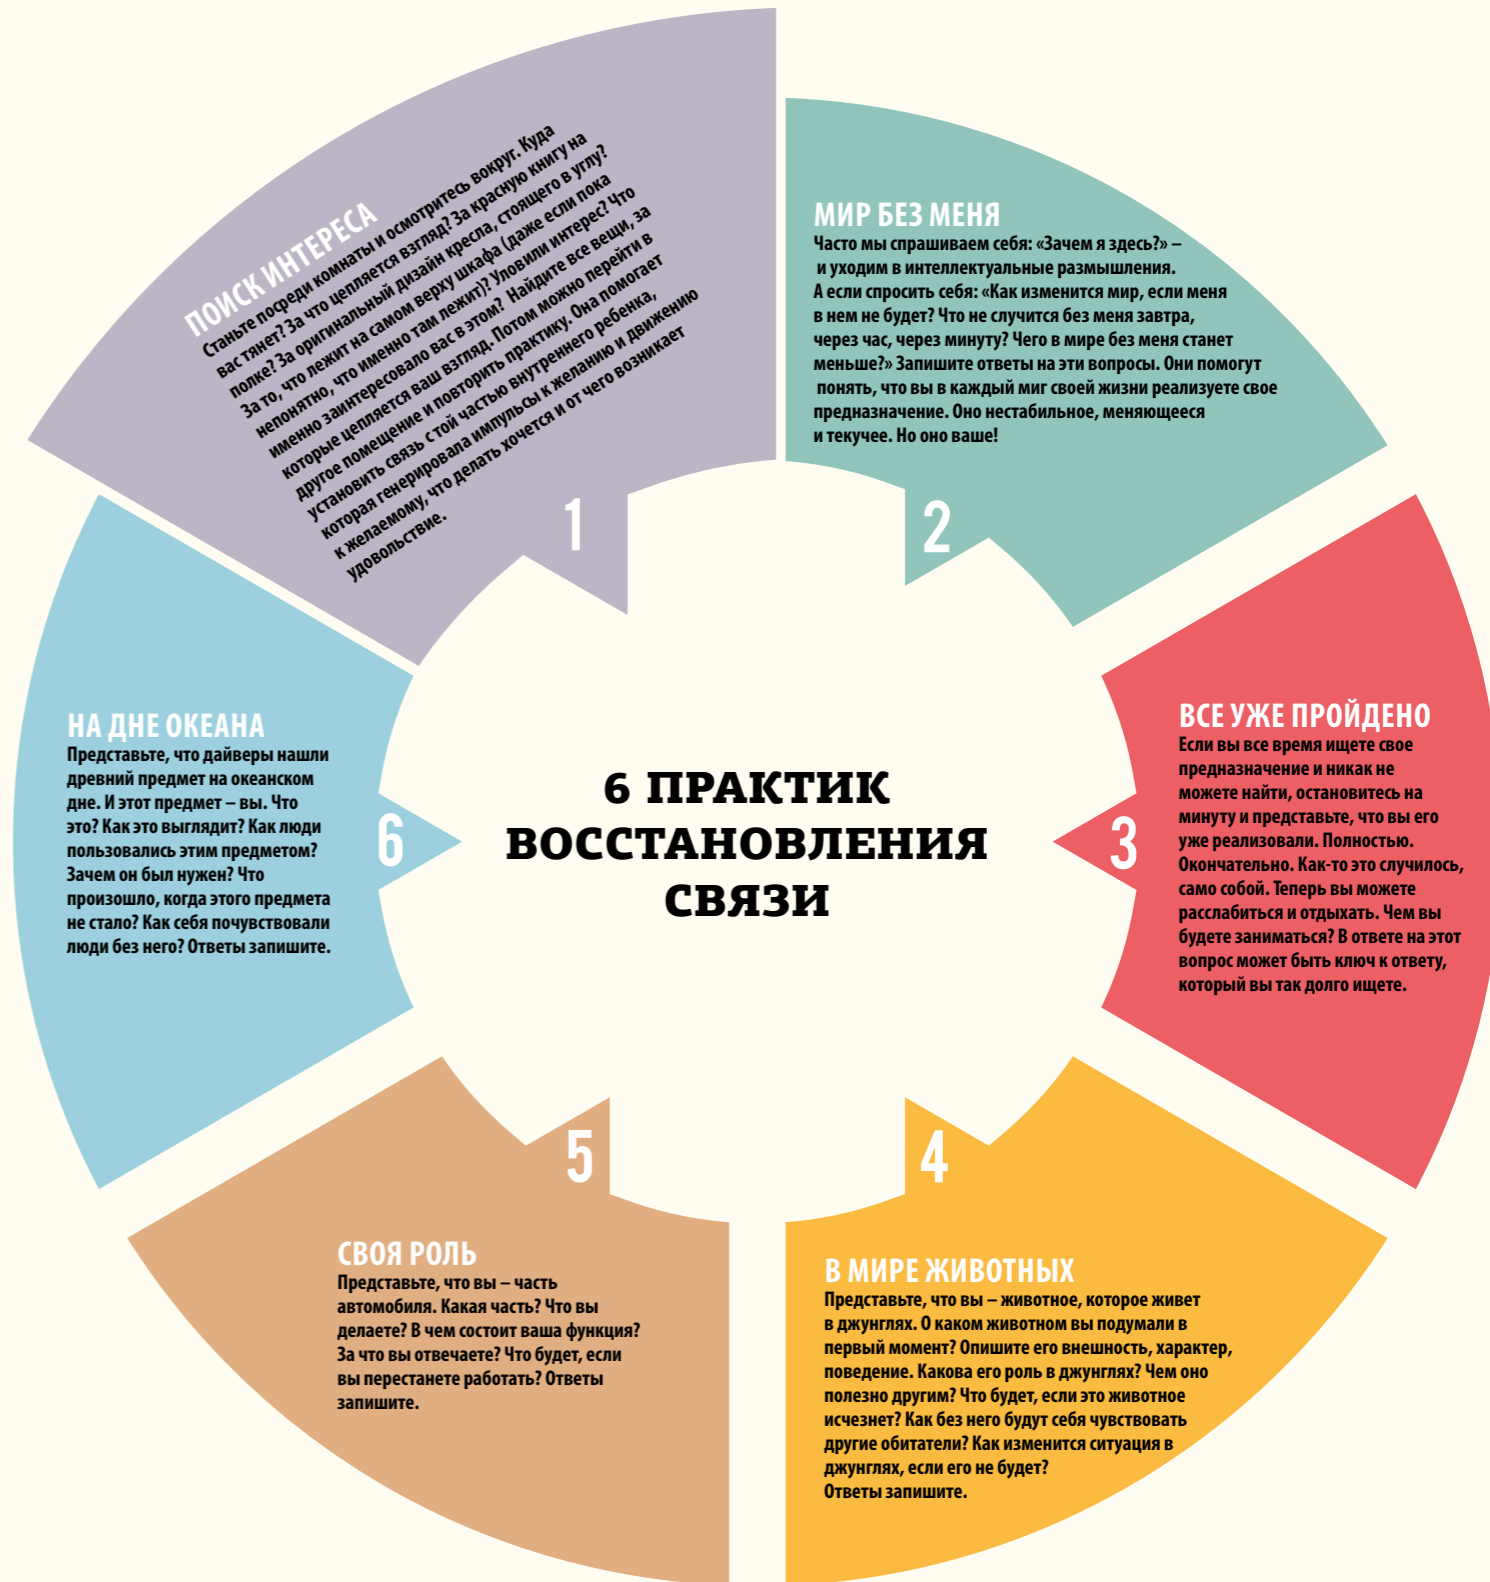 ПОИСК ИНТЕРЕСА
Станьте посреди комнаты и осмотритесь вокруг. Куда
вас тянет? За что цепляется взгляд? За красную книгу на
полке? За оригинальный дизайн кресла, стоящего в углу?
За то, что лежит на самом верху шкафа (даже если пока
непонятно, что именно там лежит)? Уловили интерес? Что
именно заинтересовало вас в этом? Найдите все вещи, за
которые цепляется ваш взгляд. Потом можно перейти в
другое помещение и повторить практику. Она помогает
установить связь с той частью внутреннего ребенка,
которая генерировала импульсы к желанию и движению
к желаемому, что делать хочется и от чего возникает
удовольствие.
1
МИР БЕЗ МЕНЯ
Часто мы спрашиваем себя: «Зачем я здесь?» –
и уходим в интеллектуальные размышления.
А если спросить себя: «Как изменится мир, если меня
в нем не будет? Что не случится без меня завтра,
через час, через минуту? Чего в мире без меня станет
меньше?» Запишите ответы на эти вопросы. Они помогут
понять, что вы в каждый миг своей жизни реализуете свое
предназначение. Оно нестабильное, меняющееся
и текучее. Но оно ваше!
2
ВСЕ УЖЕ ПРОЙДЕНО
Если вы все время ищете свое
предназначение и никак не
можете найти, остановитесь на
минуту и представьте, что вы его
уже реализовали. Полностью.
Окончательно. Как-то это случилось,
само собой. Теперь вы можете
расслабиться и отдыхать. Чем вы
будете заниматься? В ответе на этот
вопрос может быть ключ к ответу,
который вы так долго ищете.
3
6 ПРАКТИК
ВОССТАНОВЛЕНИЯ
СВЯЗИ
4
В МИРЕ ЖИВОТНЫХ
Представьте, что вы – животное, которое живет
в джунглях. О каком животном вы подумали в
первый момент? Опишите его внешность, характер,
поведение. Какова его роль в джунглях? Чем оно
полезно другим? Что будет, если это животное
исчезнет? Как без него будут себя чувствовать
другие обитатели? Как изменится ситуация в
джунглях, если его не будет?
Ответы запишите.
5
СВОЯ РОЛЬ
Представьте, что вы – часть
автомобиля. Какая часть? Что вы
делаете? В чем состоит ваша функция?
За что вы отвечаете? Что будет, если
вы перестанете работать? Ответы
запишите.
6
НА ДНЕ ОКЕАНА
Представьте, что дайверы нашли
древний предмет на океанском
дне. И этот предмет – вы. Что
это? Как это выглядит? Как люди
пользовались этим предметом?
Зачем он был нужен? Что
произошло, когда этого предмета
не стало? Как себя почувствовали
люди без него? Ответы запишите.